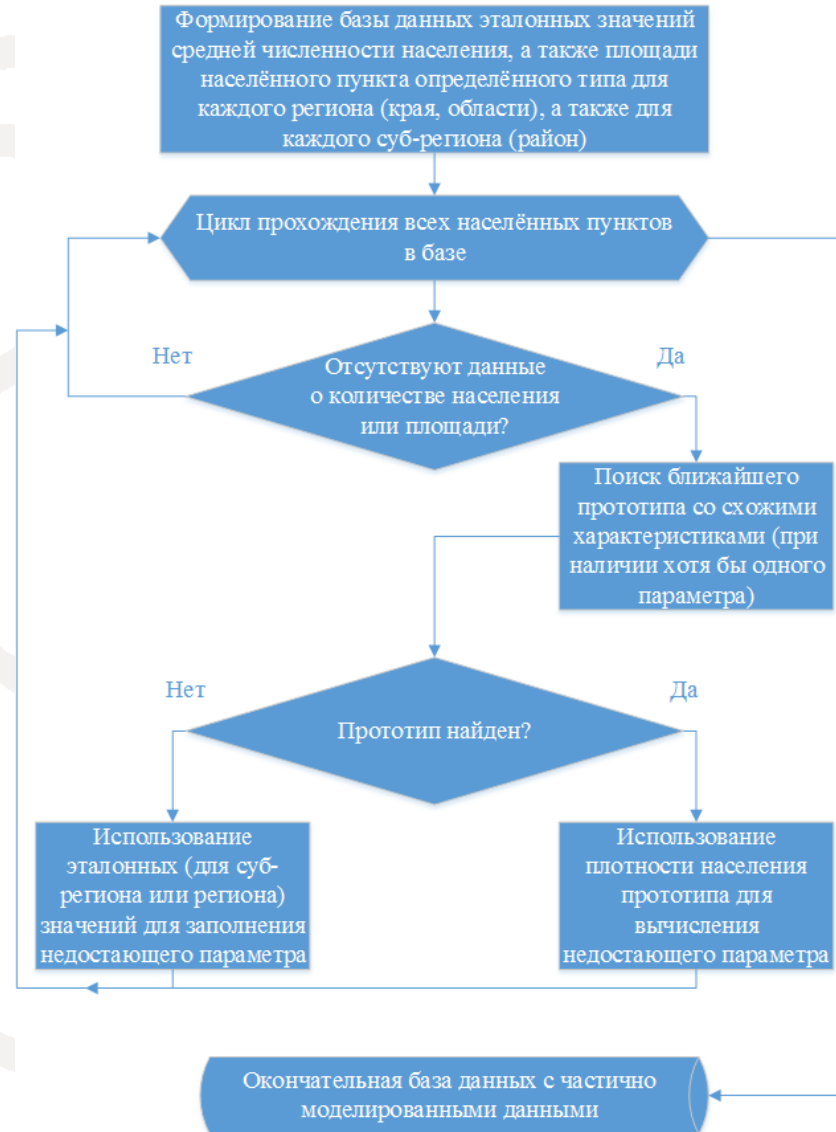 Формирование базы данных эталонных значений
средней численности населения, а также площади
населённого пункта определённого типа для
каждого региона (края, области), а также для
каждого суб-региона (район)
Цикл прохождения всех населённых пунктов
в базе
Нет
Да
Отсутствуют данные
о количестве населения
или площади?
Поиск ближайшего
прототипа со схожими
характеристиками (при
наличии хотя бы одного
параметра)
Нет
Да
Прототип найден?
Использование
эталонных (для суб-
региона или региона)
значений для заполнения
недостающего параметра
Использование
плотности населения
прототипа для
вычисления
недостающего параметра
Окончательная база данных с частично
моделированными данными